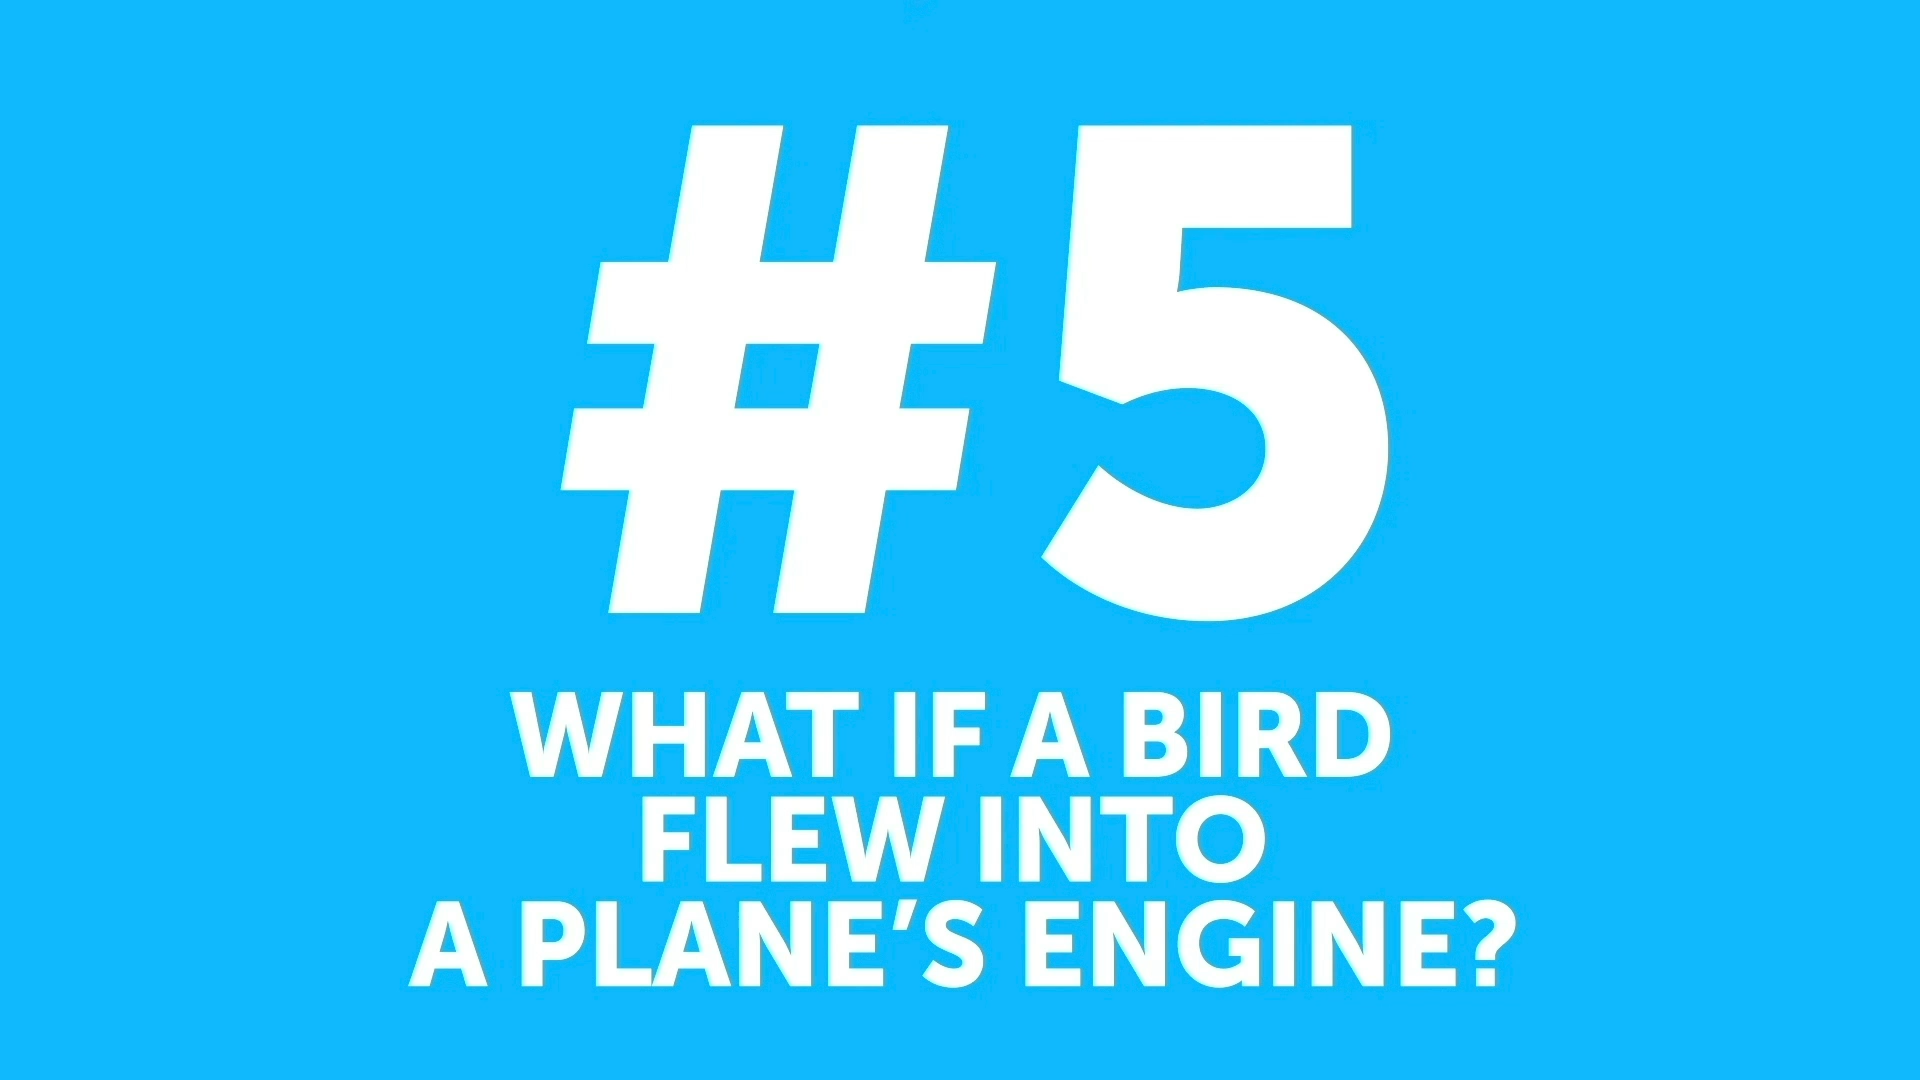 #5
WHAT IF A BIRD
FLEW INTO
A PLANE'S ENGINE?